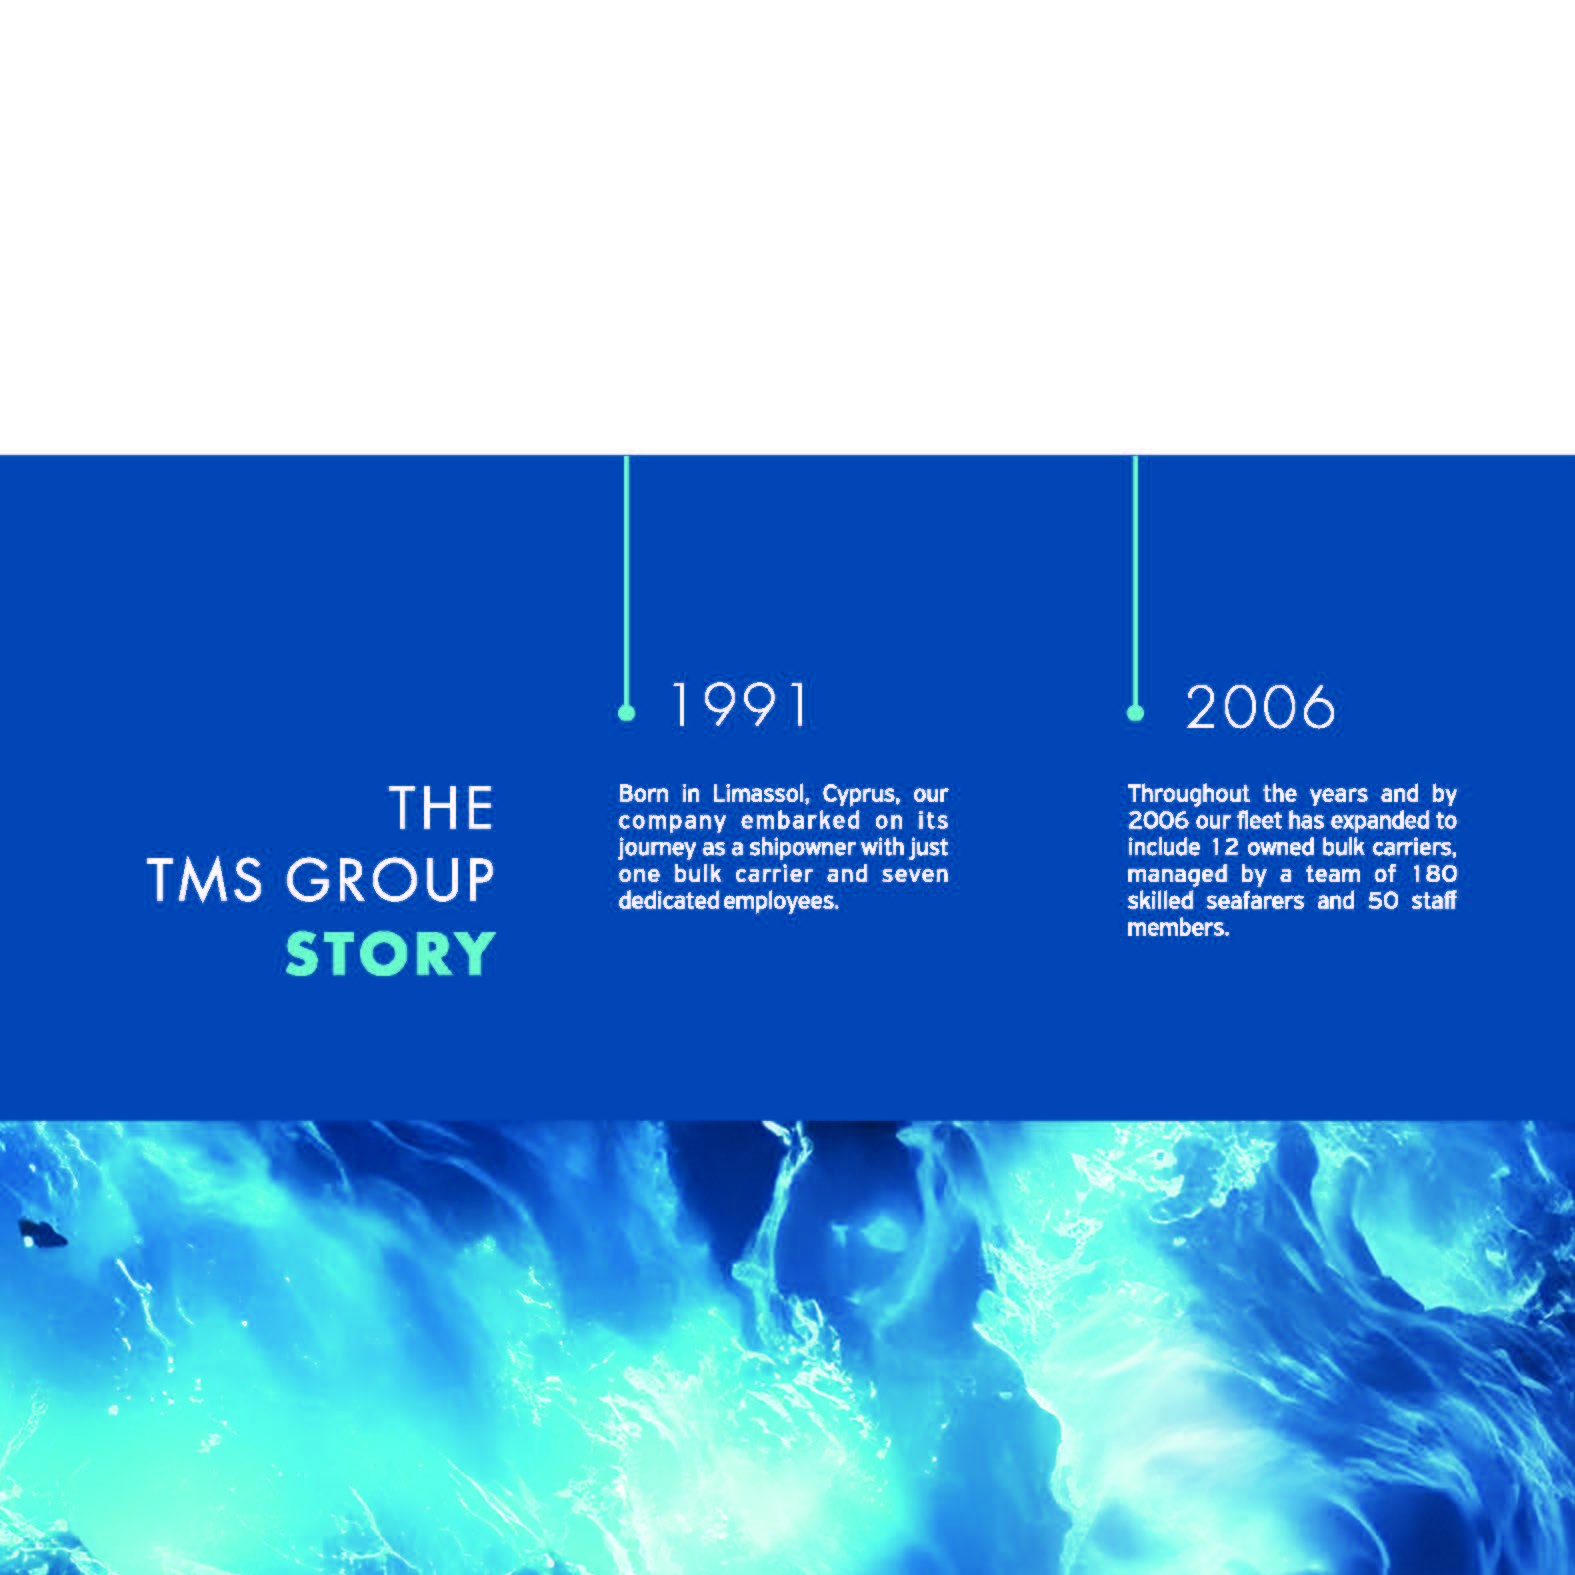 THE
TMS GROUP
STORY
1991
Born in Limassol, Cyprus, our
company embarked on its
journey as a shipowner with just
one bulk carrier and seven
dedicated employees.
2006
Throughout the years and by
2006 our fleet has expanded to
include 12 owned bulk carriers,
managed by a team of 180
skilled seafarers and 50 staff
members.